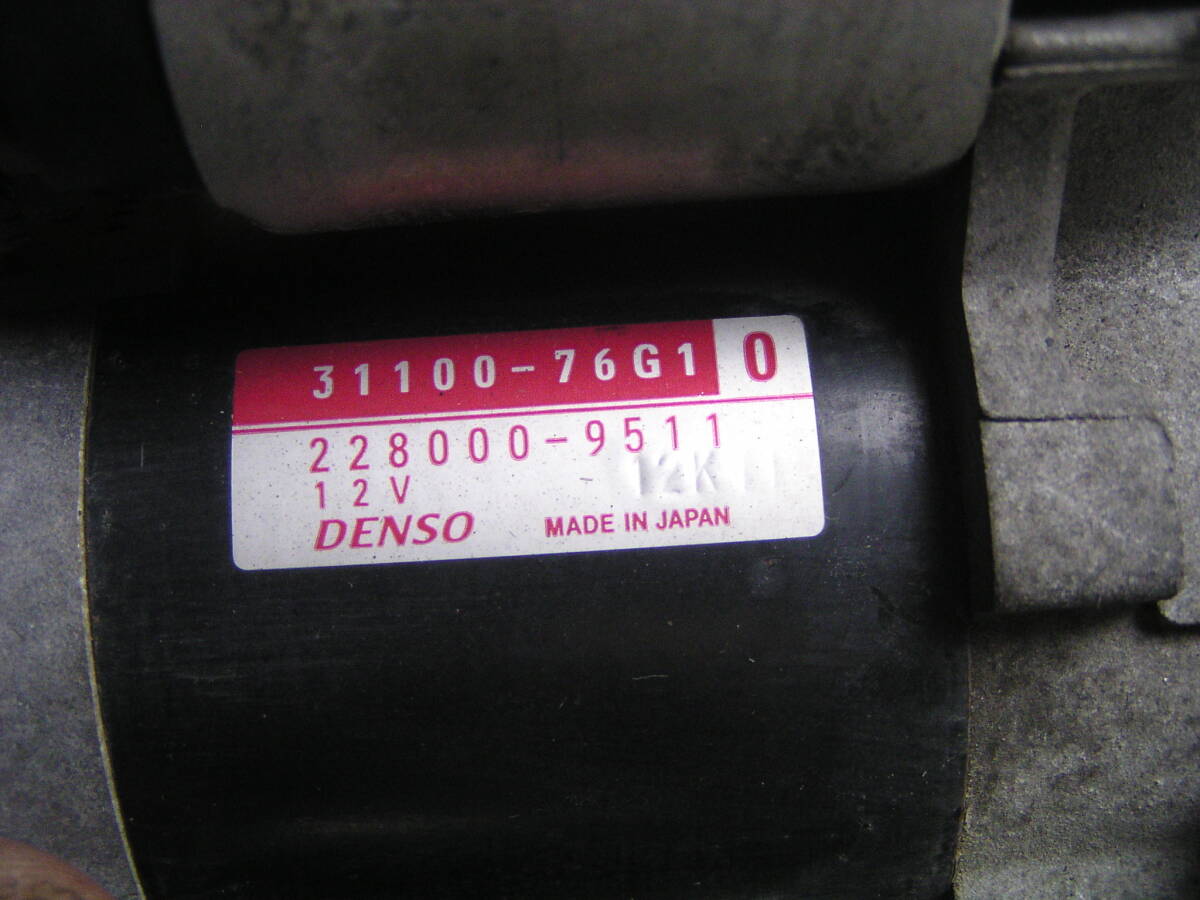 31100-76G1 0
228000-9511
12V
DENSO MADE IN JAPAN